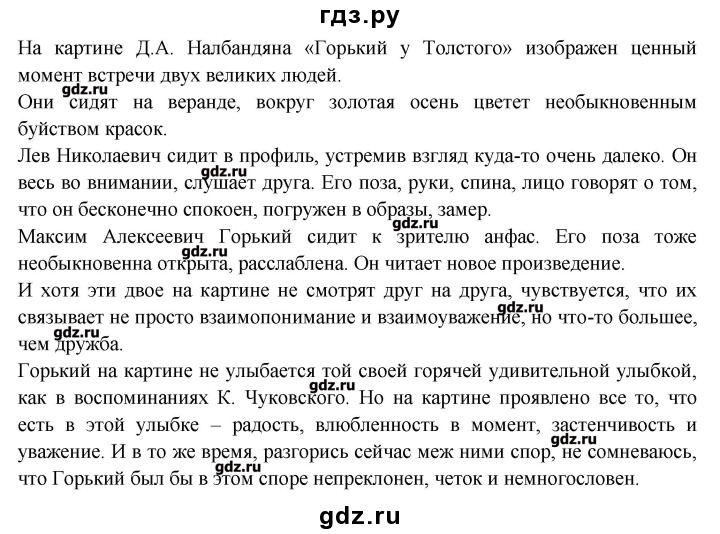 гдз.ру
На картине Д.А. Налбандяна «Горький у Толстого» изображен ценный
момент встречи двух великих людей.
gdz.ru
Они сидят на веранде, вокруг золотая осень цветет необыкновенным
буйством красок.
Лев Николаевич сидит в профиль, устремив взгляд куда-то очень далеко. Он
gdz.ru
весь во внимании, слушает друга. Его поза, руки, спина, лицо говорят о том,
что он бесконечно спокоен, погружен в образы, замер.
gdz.ru
Максим Алексеевич Горький сидит к зрителю анфас. Его поза тоже
gdz.ru
необыкновенна открыта, расслаблена. Он читает новое произведение.
И хотя эти двое на картине не смотрят друг на друга, чувствуется, что их
gdz.ru
связывает не просто взаимопонимание и взаимоуважение, но что-то большее,
gdz.ru
чем дружба.
Горький на картине не улыбается той своей горячей удивительной улыбкой,
gdz.ru
как в воспоминаниях К. Чуковского. Но на картине проявлено все то, что
есть в этой улыбке – радость, влюбленность в момент, застенчивость и
gdz.ru
уважение. И в то же время, разгорись сейчас меж ними спор, не сомневаюсь,
gdz.ru
что Горький был бы в этом споре непреклонен, четок и немногословен.
gdz.ru